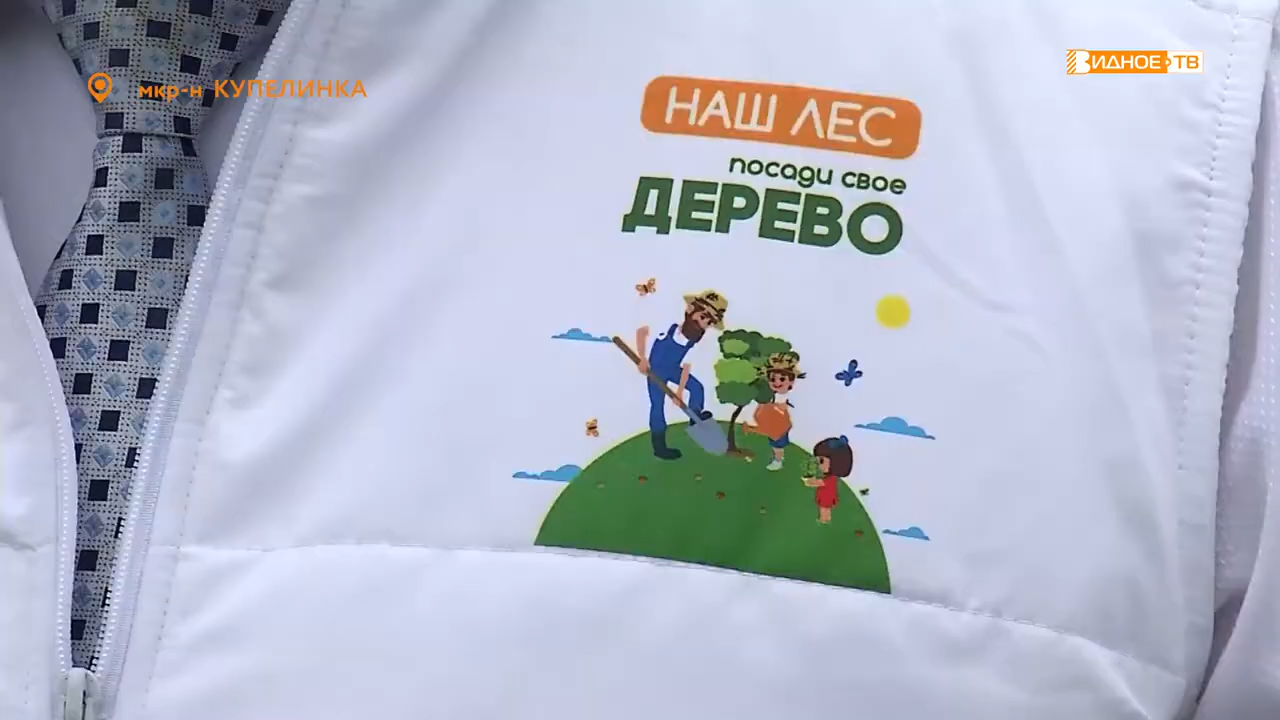 мкр-н КУПЕЛИНКА
ВИДНОЕ ТВ
НАШ ЛЕС
посади свое
ДЕРЕВО